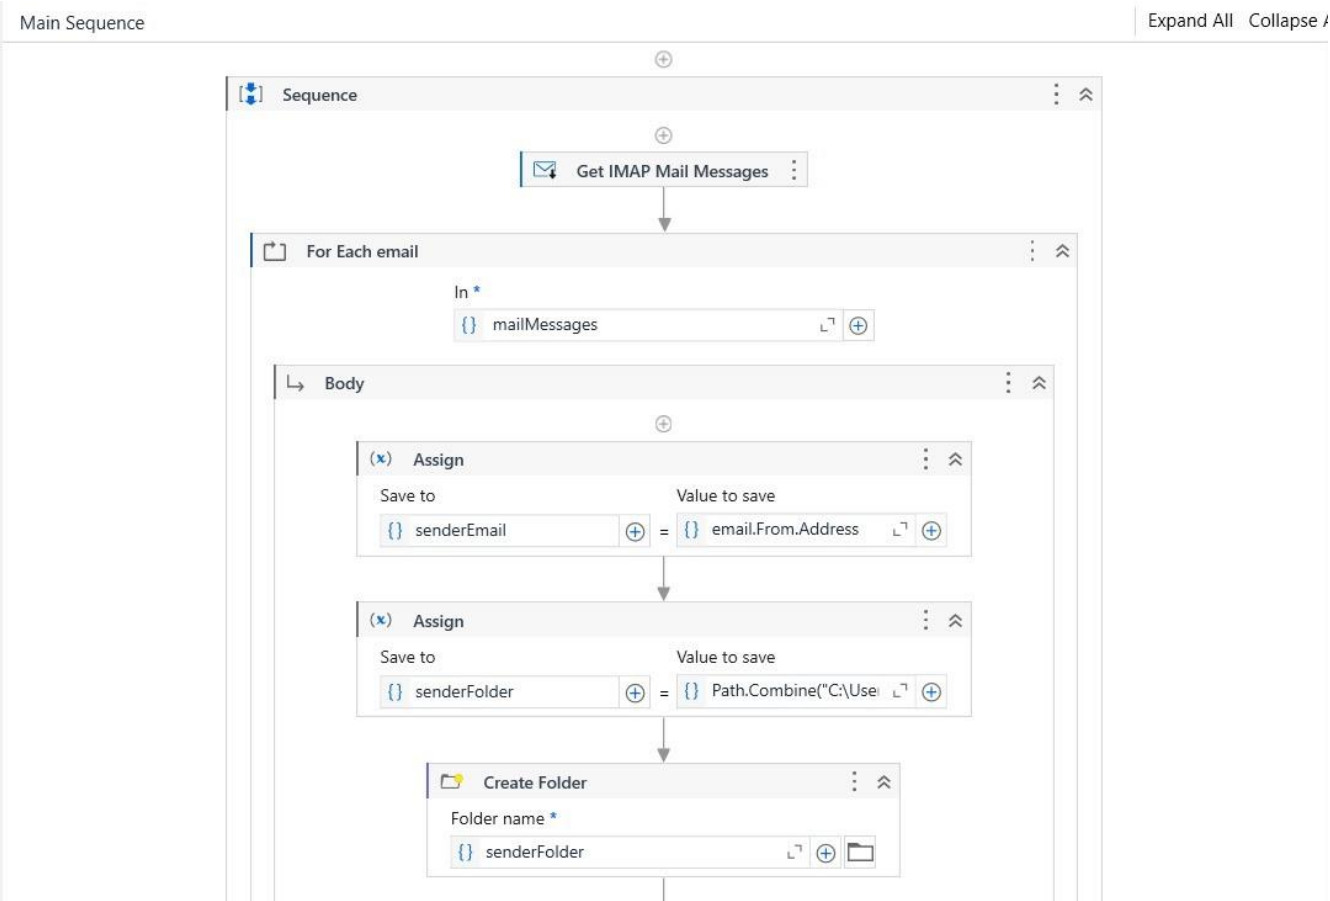 Main Sequence
Expand All Collapse A
Sequence
Get IMAP Mail Messages
For Each email
In *
{} mailMessages
Body
(x) Assign
Save to Value to save
{} senderEmail = {} email.From.Address
(x) Assign
Save to Value to save
{} senderFolder = {} Path.Combine("C:\Use
Create Folder
Folder name *
{} senderFolder